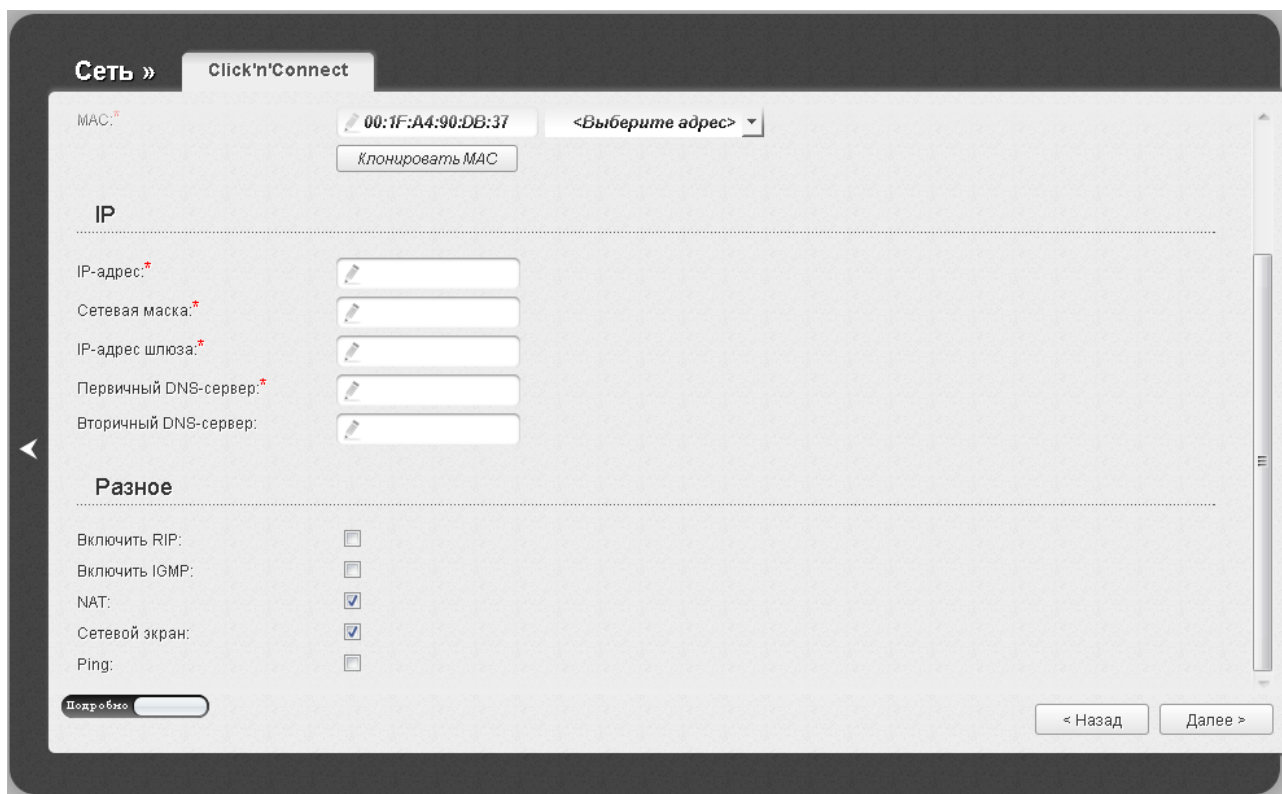 Сеть » Click'n'Connect
MAC:* 00:1F:A4:90:DB:37 <Выберите адрес>
Клонировать MAC
IP
IP-адрес:*
Сетевая маска:*
IP-адрес шлюза:*
Первичный DNS-сервер:*
Вторичный DNS-сервер:
Разное
Включить RIP:
Включить IGMP:
NAT:
Сетевой экран:
Ping:
Подробно
< Назад Далее >